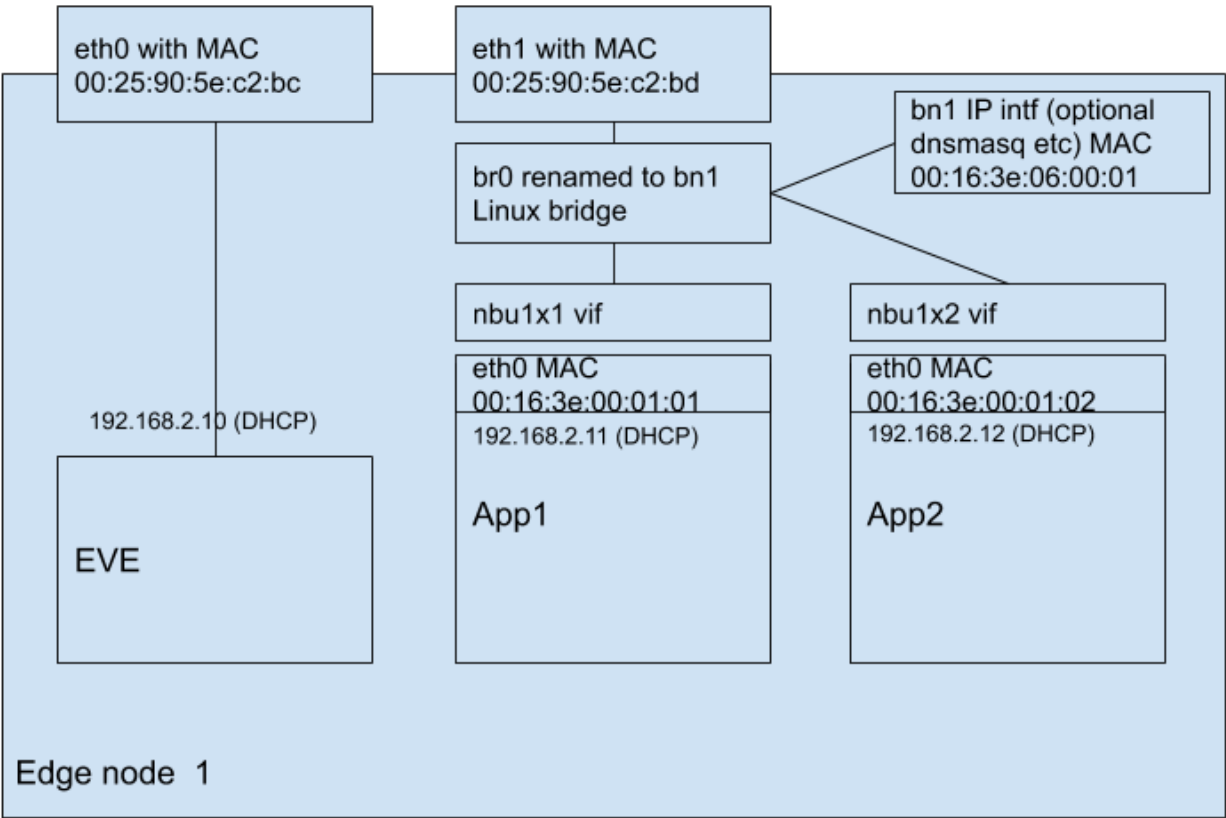 eth0 with MAC
00:25:90:5e:c2:bc
eth1 with MAC
00:25:90:5e:c2:bd
bn1 IP intf (optional
dnsmasq etc) MAC
00:16:3e:06:00:01
br0 renamed to bn1
Linux bridge
nbu1x1 vif
nbu1x2 vif
eth0 MAC
00:16:3e:00:01:01
eth0 MAC
00:16:3e:00:01:02
192.168.2.10 (DHCP)
192.168.2.11 (DHCP)
192.168.2.12 (DHCP)
EVE
App1
App2
Edge node  1